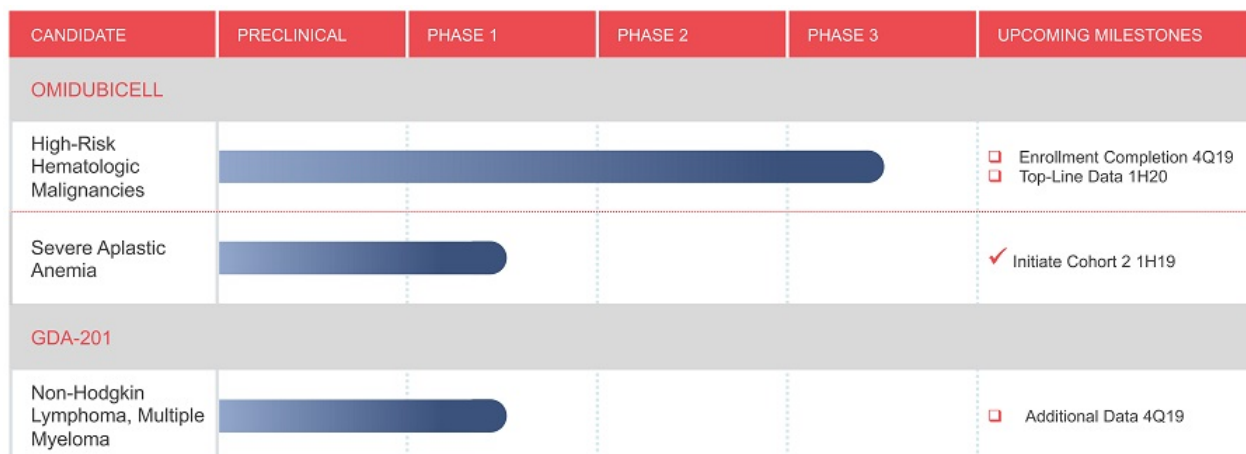 CANDIDATE PRECLINICAL PHASE 1 PHASE 2 PHASE 3 UPCOMING MILESTONES
OMIDUBICELL
High-Risk
Hematologic
Malignancies
Enrollment Completion 4Q19
Top-Line Data 1H20
Severe Aplastic
Anemia
Initiate Cohort 2 1H19
GDA-201
Non-Hodgkin
Lymphoma, Multiple
Myeloma
Additional Data 4Q19